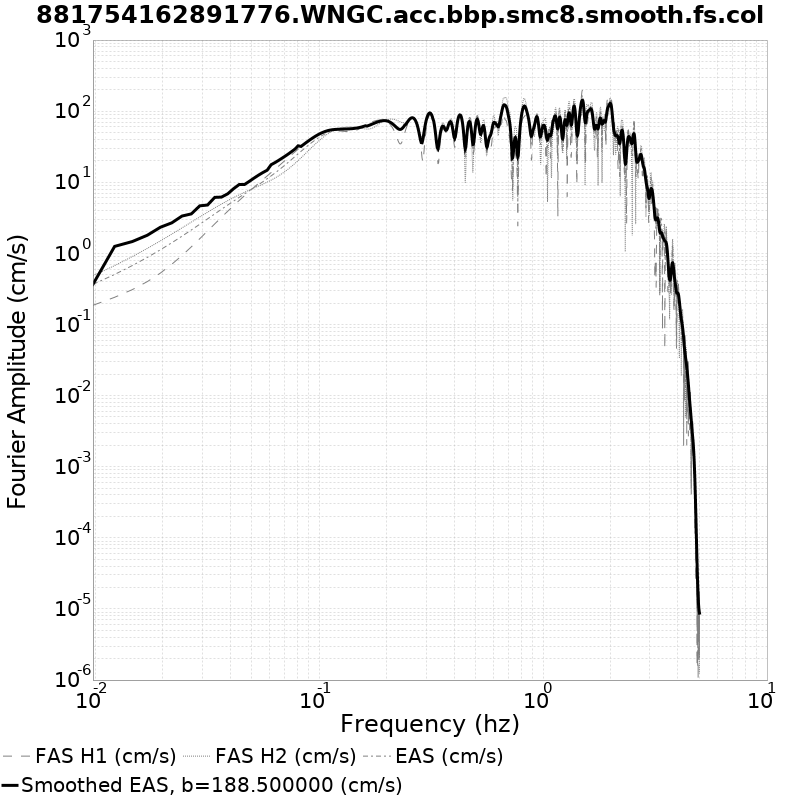 881754162891776.WNGC.acc.bbp.smc8.smooth.fs.col
Fourier Amplitude (cm/s)
10^3
10^2
10^1
10^0
10^-1
10^-2
10^-3
10^-4
10^-5
10^-6
10^-2 10^-1 10^0 10^1
Frequency (hz)
FAS H1 (cm/s) FAS H2 (cm/s) EAS (cm/s)
Smoothed EAS, b=188.500000 (cm/s)